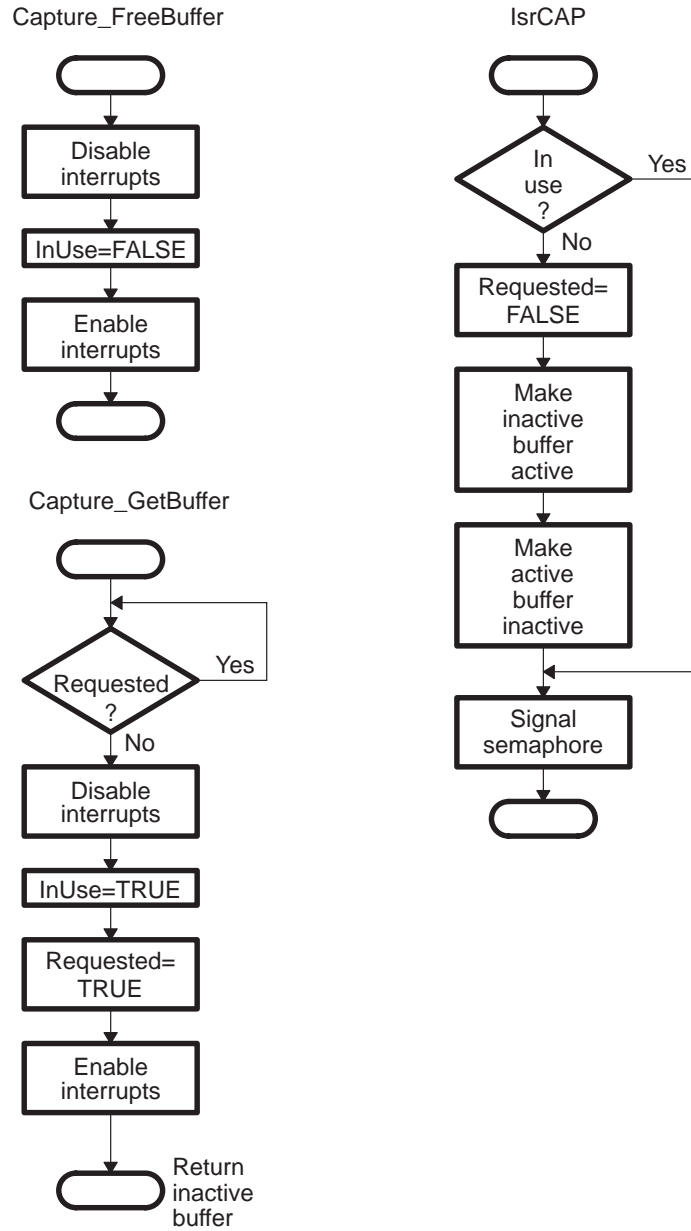 Capture_FreeBuffer
Disable
interrupts
InUse=FALSE
Enable
interrupts
Capture_GetBuffer
Requested
?
Yes
No
Disable
interrupts
InUse=TRUE
Requested=
TRUE
Enable
interrupts
Return
inactive
buffer
IsrCAP
In
use
?
Yes
No
Requested=
FALSE
Make
inactive
buffer
active
Make
active
buffer
inactive
Signal
semaphore